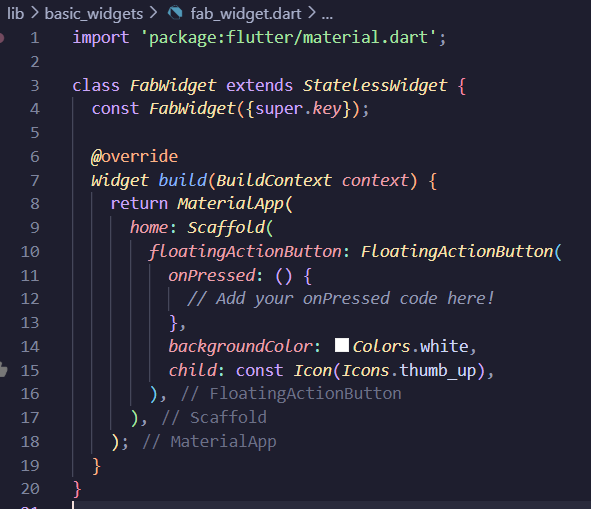 lib > basic_widgets > fab_widget.dart > ...
1 import 'package:flutter/material.dart';
2
3 class FabWidget extends StatelessWidget {
4   const FabWidget({super.key});
5
6   @override
7   Widget build(BuildContext context) {
8     return MaterialApp(
9       home: Scaffold(
10         floatingActionButton: FloatingActionButton(
11           onPressed: () {
12             // Add your onPressed code here!
13           },
14           backgroundColor: Colors.white,
15           child: const Icon(Icons.thumb_up),
16         ), // FloatingActionButton
17       ), // Scaffold
18     ); // MaterialApp
19   }
20 }
21